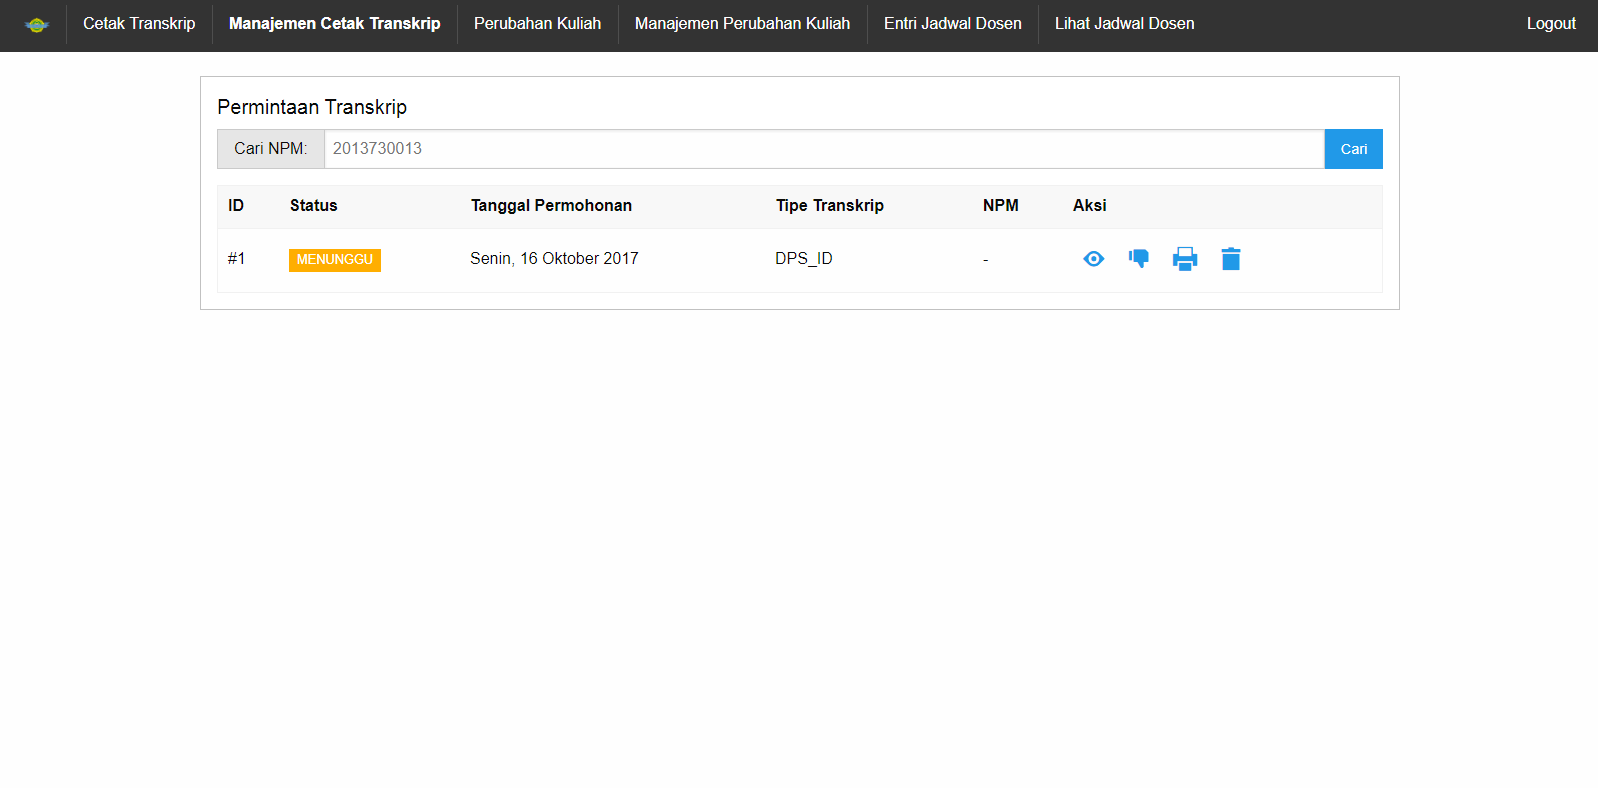 Cetak Transkrip Manajemen Cetak Transkrip Perubahan Kuliah Manajemen Perubahan Kuliah Entri Jadwal Dosen Lihat Jadwal Dosen Logout
Permintaan Transkrip
Cari NPM: 2013730013 Cari
ID Status Tanggal Permohonan Tipe Transkrip NPM Aksi
#1 MENUNGGU Senin, 16 Oktober 2017 DPS_ID -